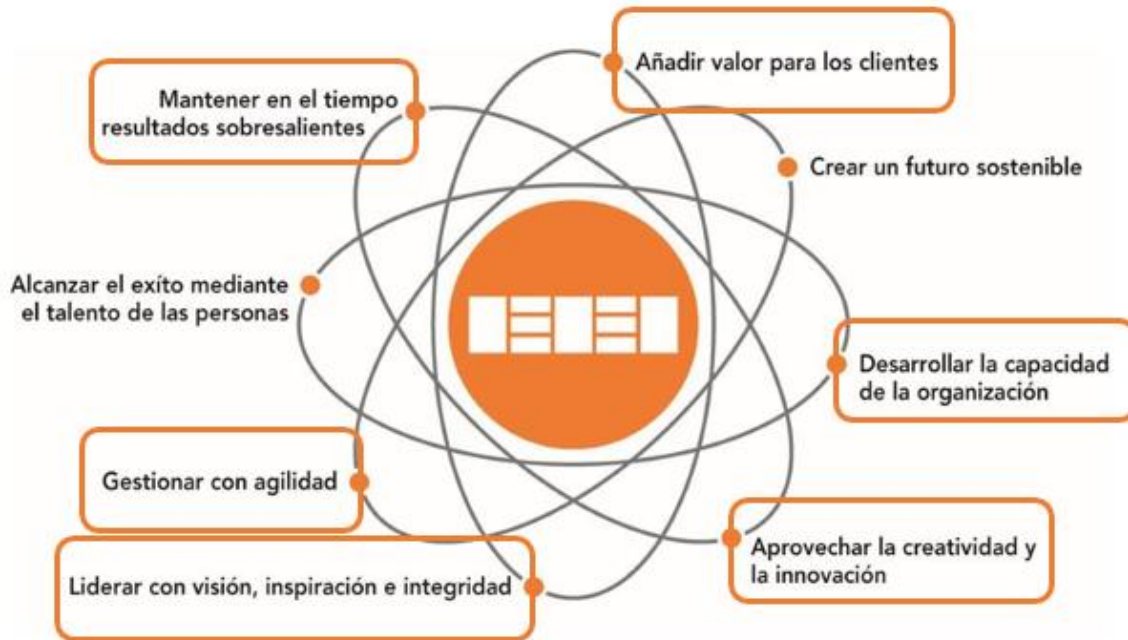 Añadir valor para los clientes
Mantener en el tiempo
resultados sobresalientes
Crear un futuro sostenible
Alcanzar el exíto mediante
el talento de las personas
Desarrollar la capacidad
de la organización
Gestionar con agilidad
Aprovechar la creatividad y
la innovación
Liderar con visión, inspiración e integridad